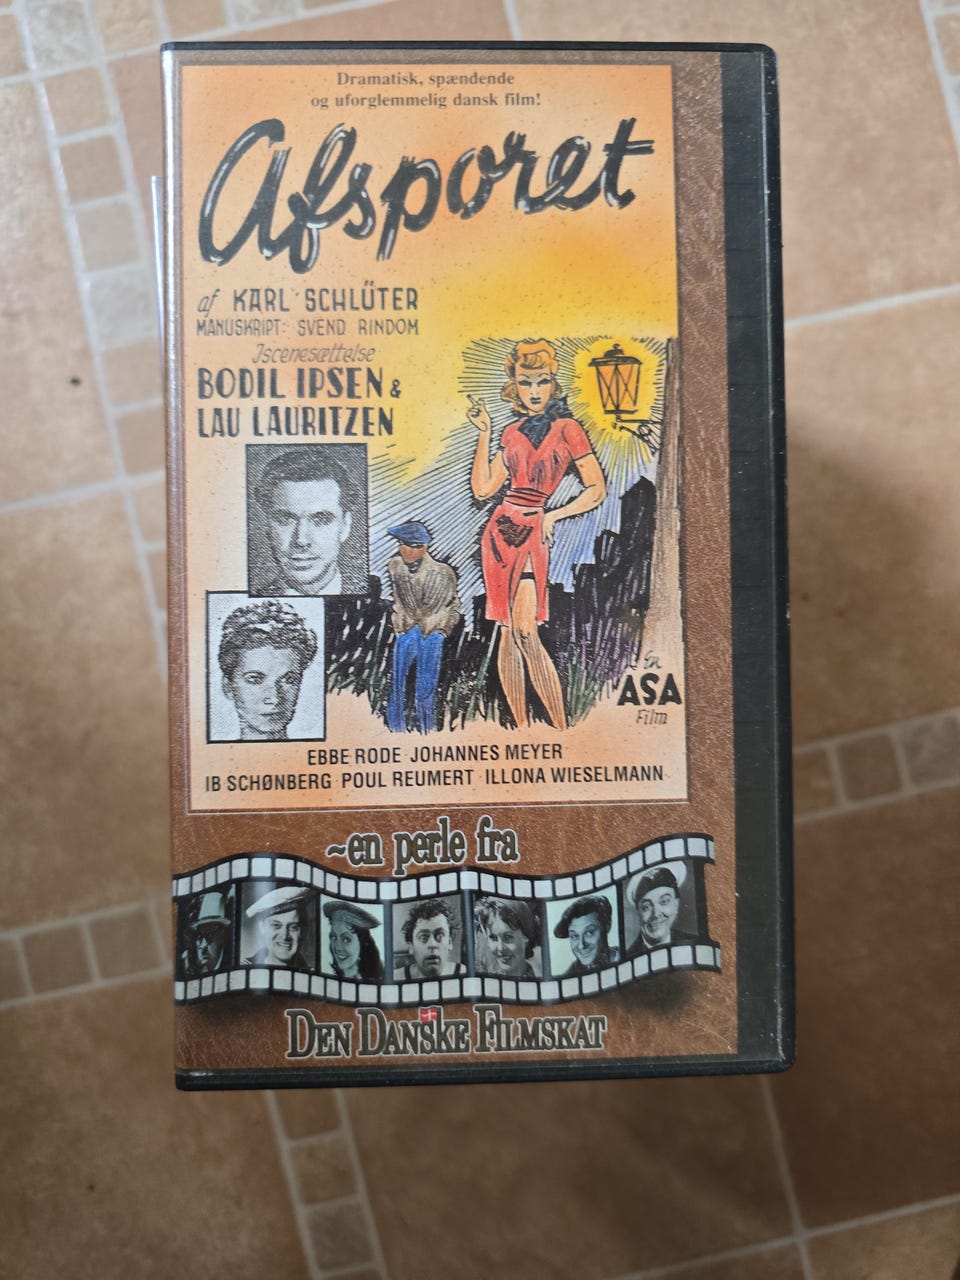 Dramatisk, spændende
og uforglemmelig dansk film!
Afsporet
af KARL SCHLÜTER
MANUSKRIPT: SVEND RINDOM
Iscenesættelse
BODIL IPSEN &
LAU LAURITZEN
En
ASA
Film
EBBE RODE · JOHANNES MEYER
IB SCHØNBERG POUL REUMERT ILLONA WIESELMANN
~en perle fra
DEN DANSKE FILMSKAT